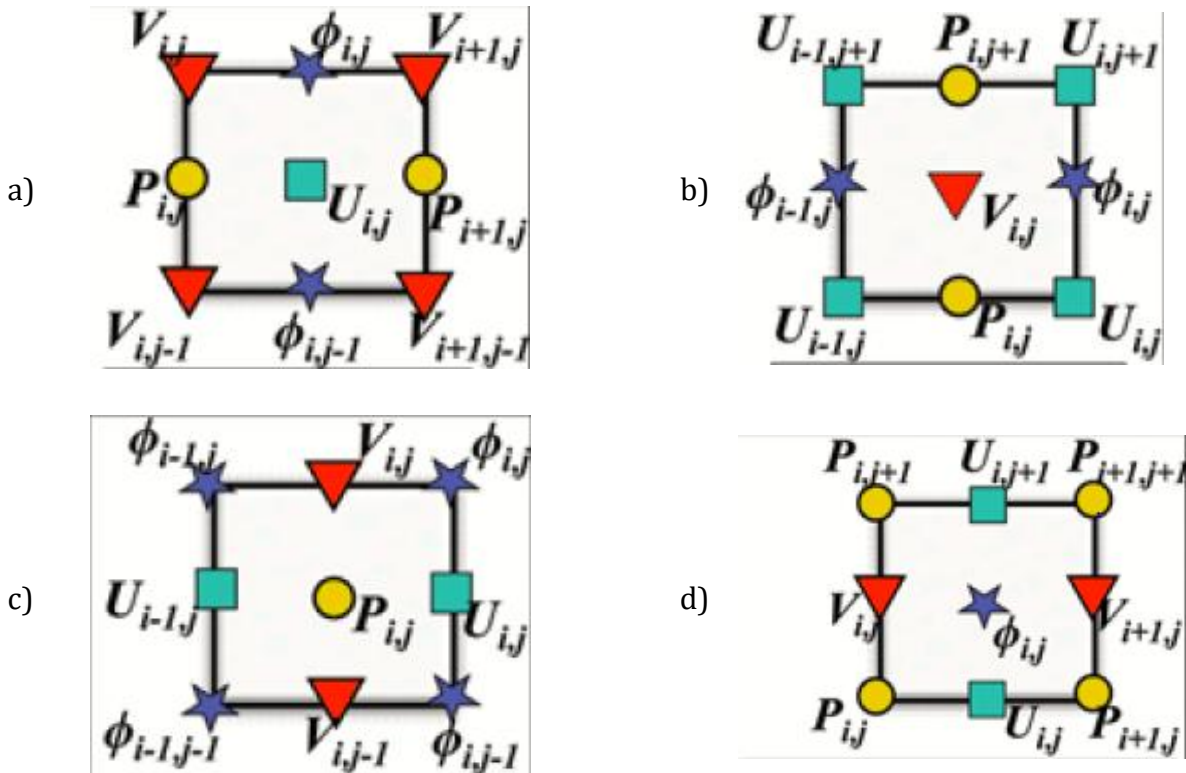 V_{i,j} ϕ_{i,j} V_{i+1,j}
a) P_{i,j} U_{i,j} P_{i+1,j}
V_{i,j-1} ϕ_{i,j-1} V_{i+1,j-1}
U_{i-1,j+1} P_{i,j+1} U_{i,j+1}
b) ϕ_{i-1,j} V_{i,j} ϕ_{i,j}
U_{i-1,j} P_{i,j} U_{i,j}
ϕ_{i-1,j} V_{i,j} ϕ_{i,j}
c) U_{i-1,j} P_{i,j} U_{i,j}
ϕ_{i-1,j-1} V_{i,j-1} ϕ_{i,j-1}
P_{i,j+1} U_{i,j+1} P_{i+1,j+1}
d) V_{i,j} ϕ_{i,j} V_{i+1,j}
P_{i,j} U_{i,j} P_{i+1,j}